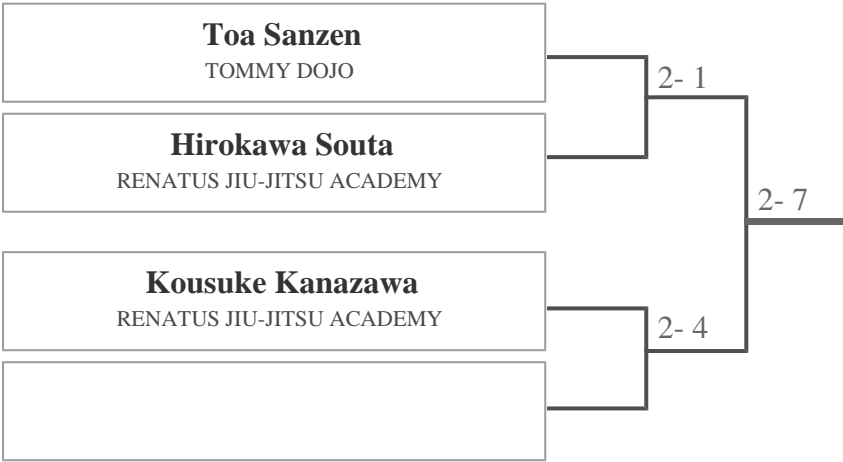 Toa Sanzen
TOMMY DOJO
2- 1
Hirokawa Souta
RENATUS JIU-JITSU ACADEMY
2- 7
Kousuke Kanazawa
RENATUS JIU-JITSU ACADEMY
2- 4